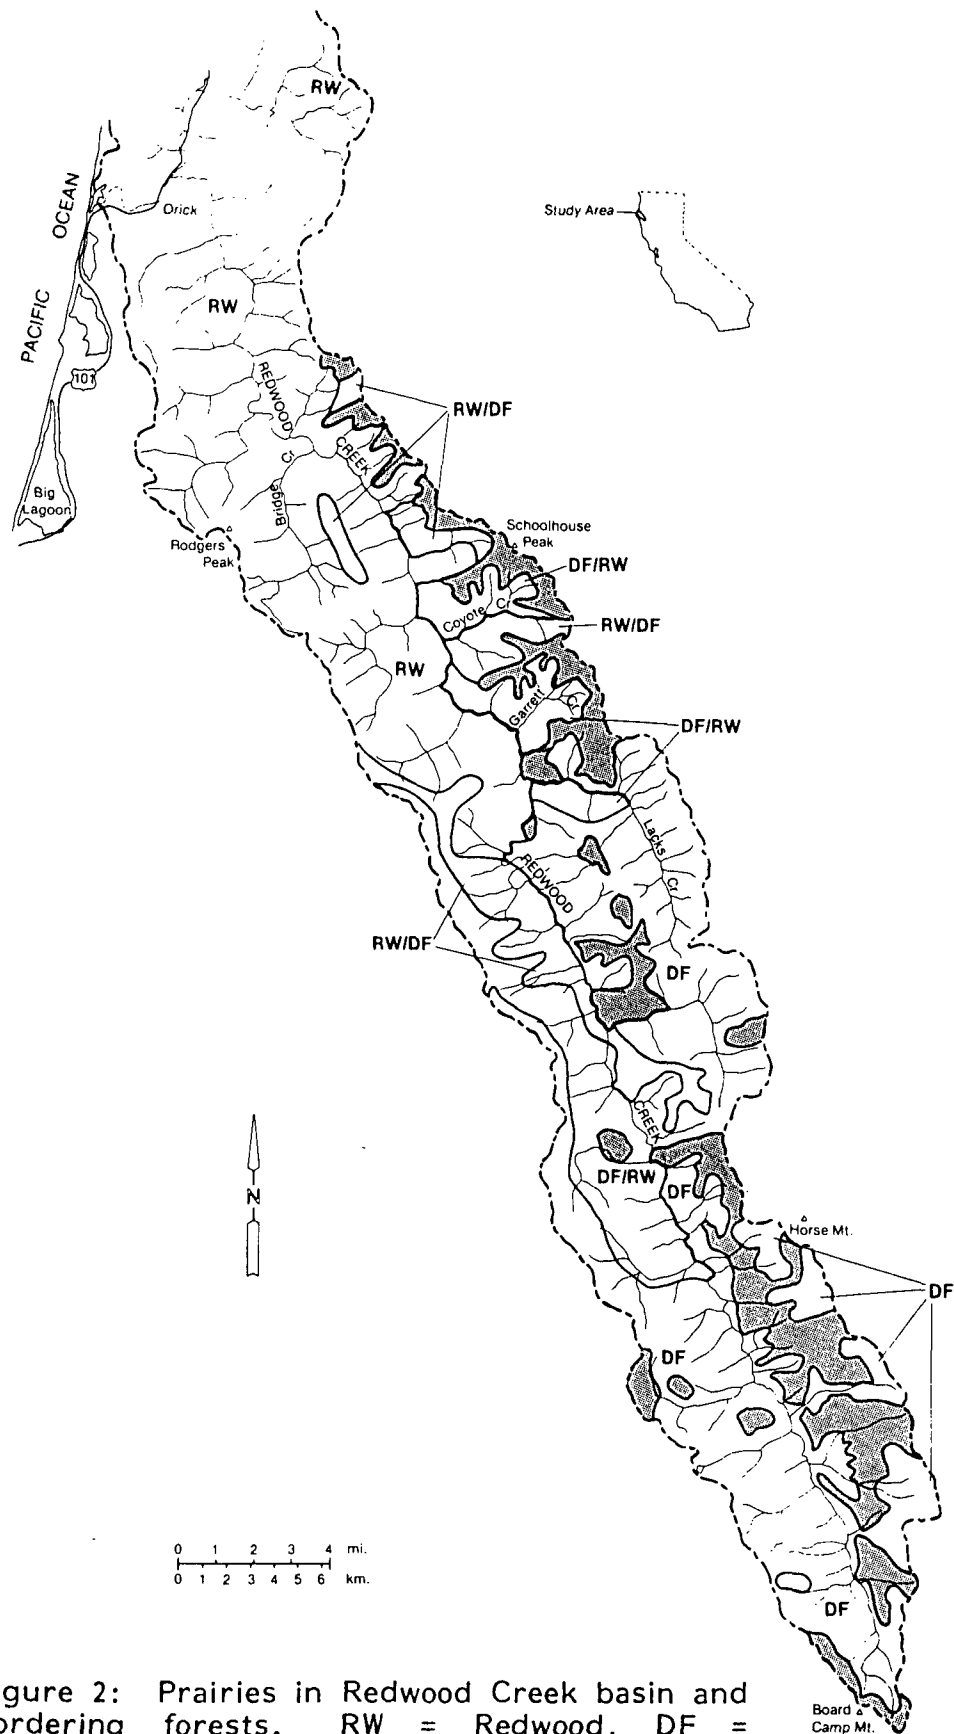 RW
PACIFIC OCEAN
Orick
Study Area
RW
101
REDWOOD
CREEK
RW/DF
Bridge Cr
Big
Lagoon
Rodgers
Peak
Schoolhouse
Peak
DF/RW
Coyote Cr
RW/DF
RW
Garrett Cr
DF/RW
Lacks Cr
REDWOOD
RW/DF
DF
CREEK
N
DF/RW
DF
Horse Mt.
DF
DF
0 1 2 3 4 mi.
0 1 2 3 4 5 6 km.
DF
Board
Camp Mt.
gure 2: Prairies in Redwood Creek basin and
ordering forests. RW = Redwood, DF =